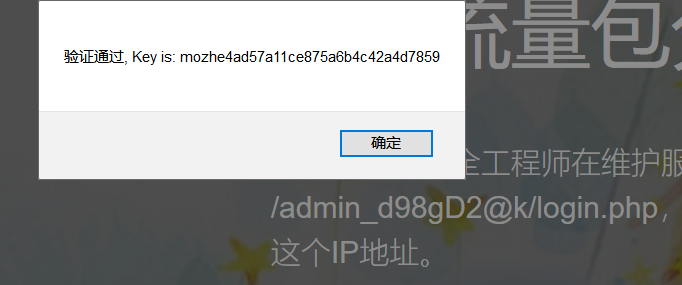 验证通过, Key is: mozhe4ad57a11ce875a6b4c42a4d7859
确定
流量包
全工程师在维护服
/admin_d98gD2@k/login.php，
这个IP地址。